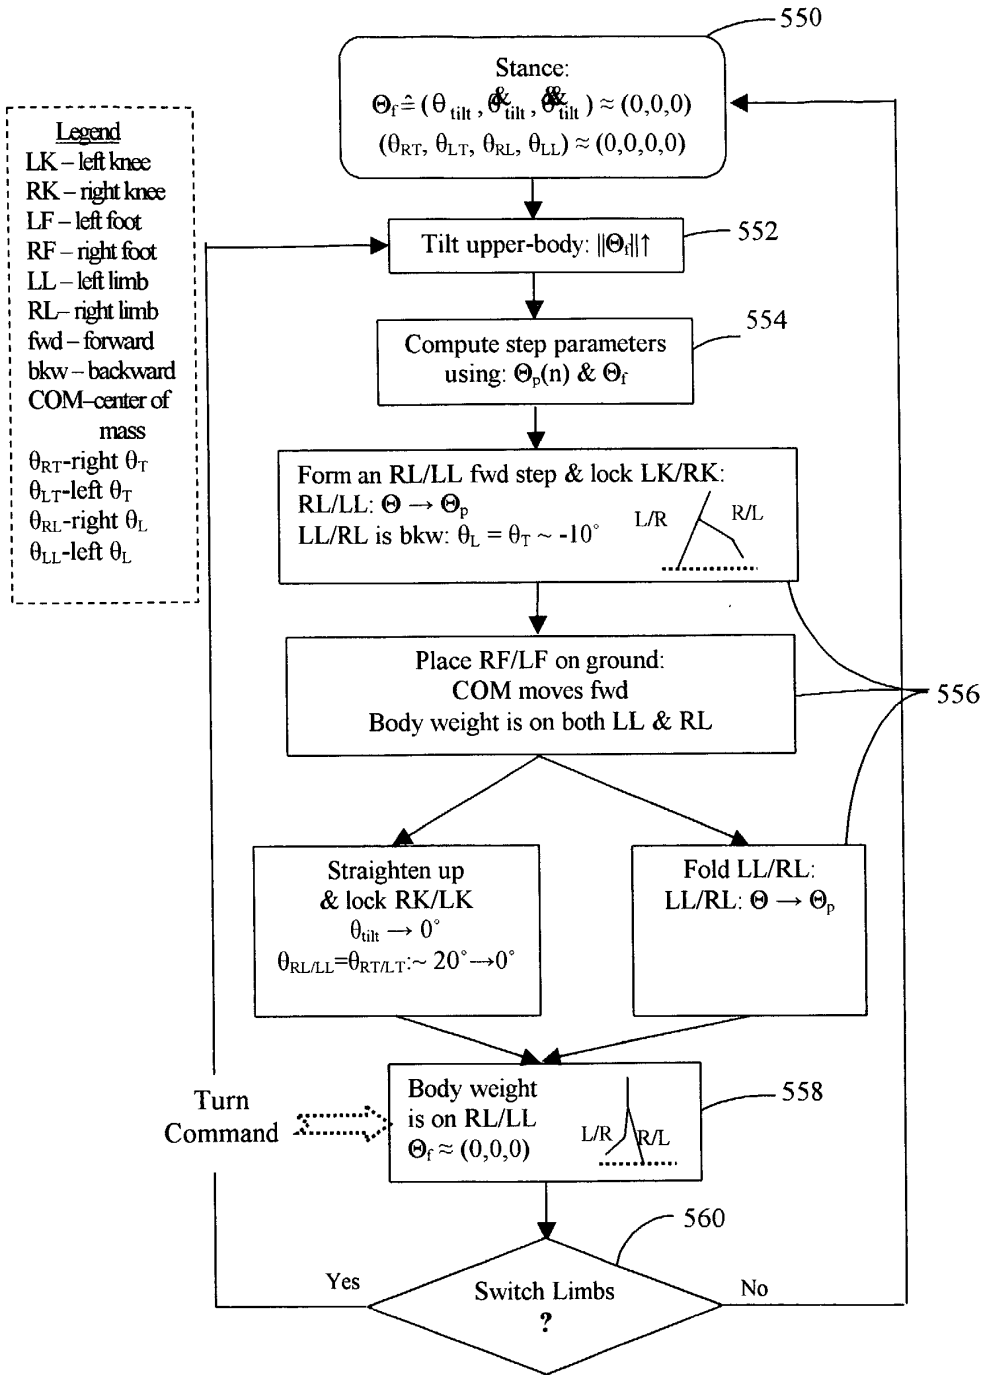 550
Stance:
Θf ≙ (θtilt, θtilt, θtilt) ≈ (0,0,0)
(θRT, θLT, θRL, θLL) ≈ (0,0,0,0)
Legend
LK – left knee
RK – right knee
LF – left foot
RF – right foot
LL – left limb
RL– right limb
fwd – forward
bkw – backward
COM–center of
mass
θRT-right θT
θLT-left θT
θRL-right θL
θLL-left θL
Tilt upper-body: ||Θf||↑
552
Compute step parameters
using: Θp(n) & Θf
554
Form an RL/LL fwd step & lock LK/RK:
RL/LL: Θ → Θp
LL/RL is bkw: θL = θT ~ -10°
L/R
R/L
Place RF/LF on ground:
COM moves fwd
Body weight is on both LL & RL
556
Straighten up
& lock RK/LK
θtilt → 0°
θRL/LL=θRT/LT:~ 20°→0°
Fold LL/RL:
LL/RL: Θ → Θp
Turn
Command
Body weight
is on RL/LL
Θf ≈ (0,0,0)
L/R
R/L
558
560
Switch Limbs
?
Yes
No